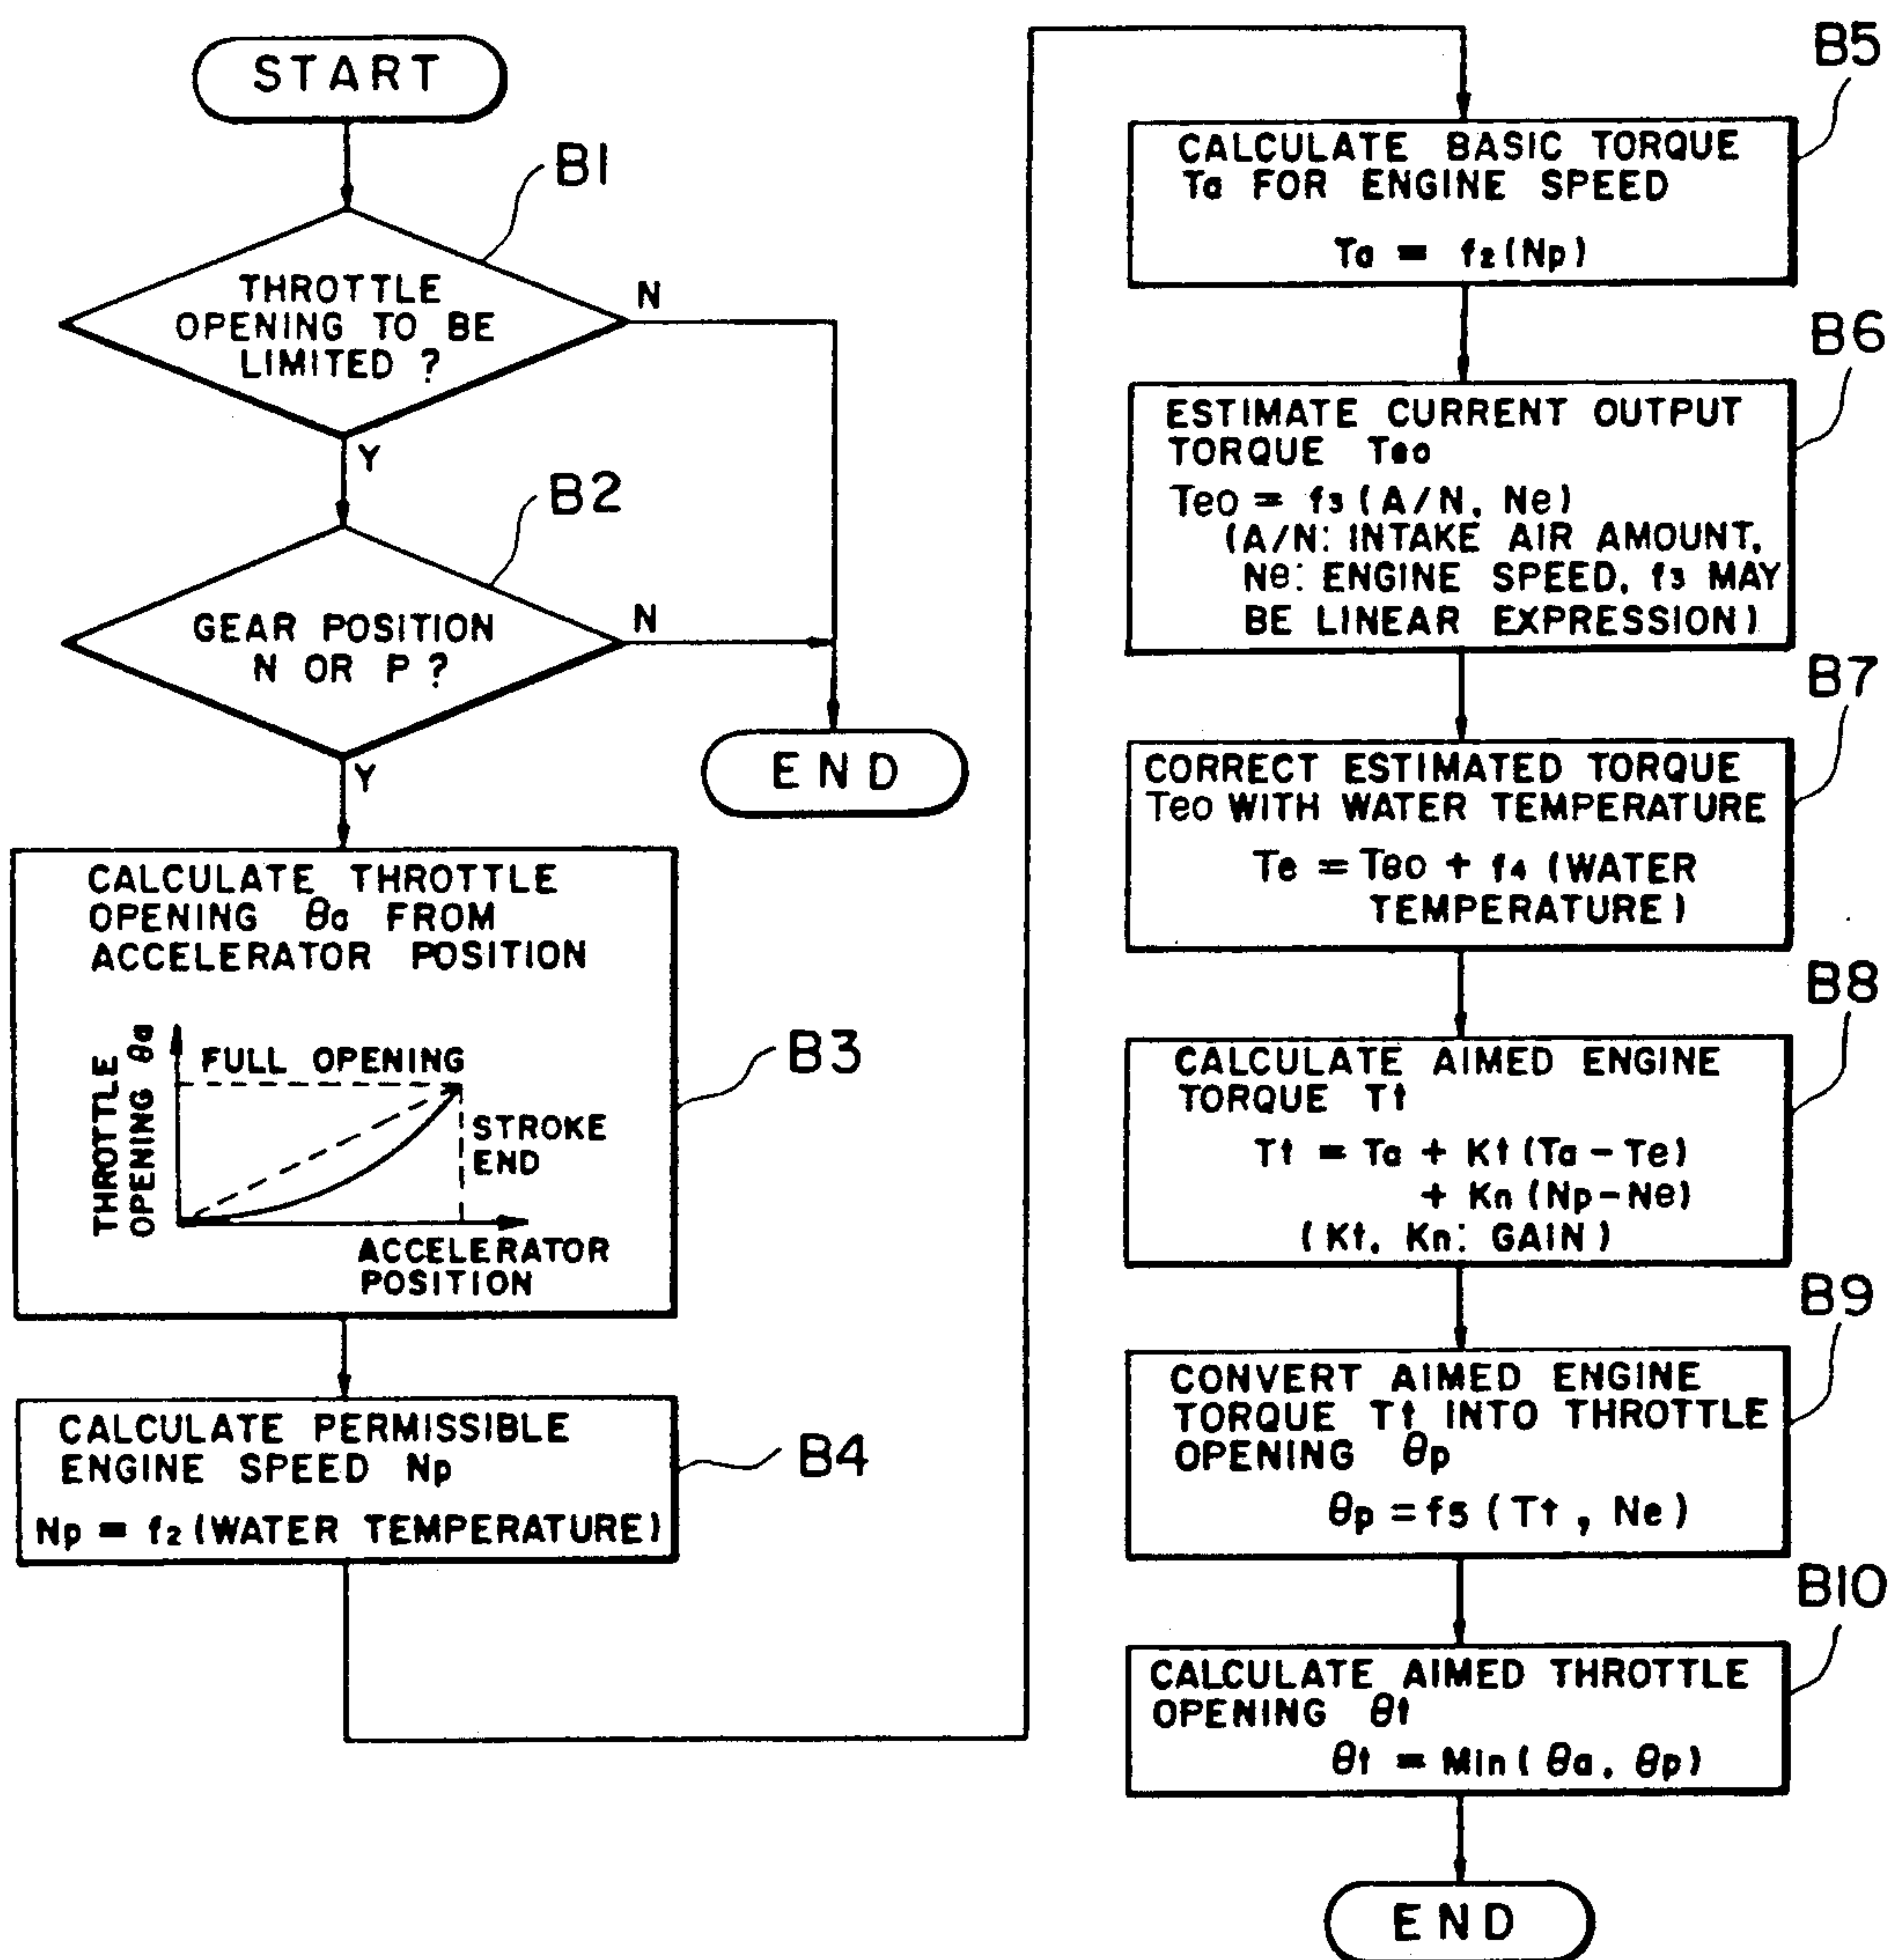 START
B1
THROTTLE
OPENING TO BE
LIMITED ?
N
Y
B2
GEAR POSITION
N OR P ?
N
Y
END
CALCULATE THROTTLE
OPENING θa FROM
ACCELERATOR POSITION
THROTTLE
OPENING θa
FULL OPENING
STROKE
END
ACCELERATOR
POSITION
B3
CALCULATE PERMISSIBLE
ENGINE SPEED Np
Np = f2 (WATER TEMPERATURE)
B4
B5
CALCULATE BASIC TORQUE
Ta FOR ENGINE SPEED
Ta = f2 (Np)
B6
ESTIMATE CURRENT OUTPUT
TORQUE Teo
Teo = f3 (A/N, Ne)
(A/N: INTAKE AIR AMOUNT,
Ne: ENGINE SPEED, f3 MAY
BE LINEAR EXPRESSION)
B7
CORRECT ESTIMATED TORQUE
Teo WITH WATER TEMPERATURE
Te = Teo + f4 (WATER
TEMPERATURE)
B8
CALCULATE AIMED ENGINE
TORQUE Tt
Tt = Ta + Kt (Ta - Te)
+ Kn (Np - Ne)
(Kt, Kn: GAIN)
B9
CONVERT AIMED ENGINE
TORQUE Tt INTO THROTTLE
OPENING θp
θp = f5 (Tt, Ne)
B10
CALCULATE AIMED THROTTLE
OPENING θt
θt = Min (θa, θp)
END